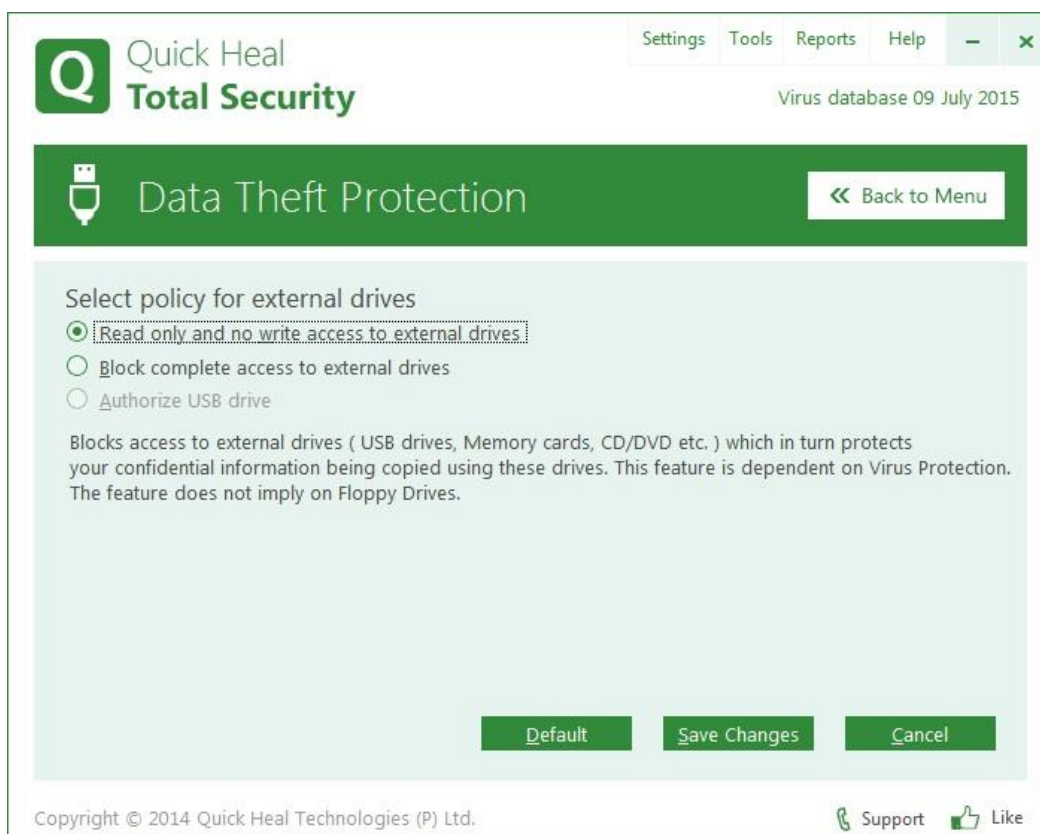 Settings Tools Reports Help
Q Quick Heal
Total Security
Virus database 09 July 2015
Data Theft Protection
Back to Menu
Select policy for external drives
Read only and no write access to external drives
Block complete access to external drives
Authorize USB drive
Blocks access to external drives ( USB drives, Memory cards, CD/DVD etc. ) which in turn protects
your confidential information being copied using these drives. This feature is dependent on Virus Protection.
The feature does not imply on Floppy Drives.
Default Save Changes Cancel
Copyright © 2014 Quick Heal Technologies (P) Ltd. Support Like